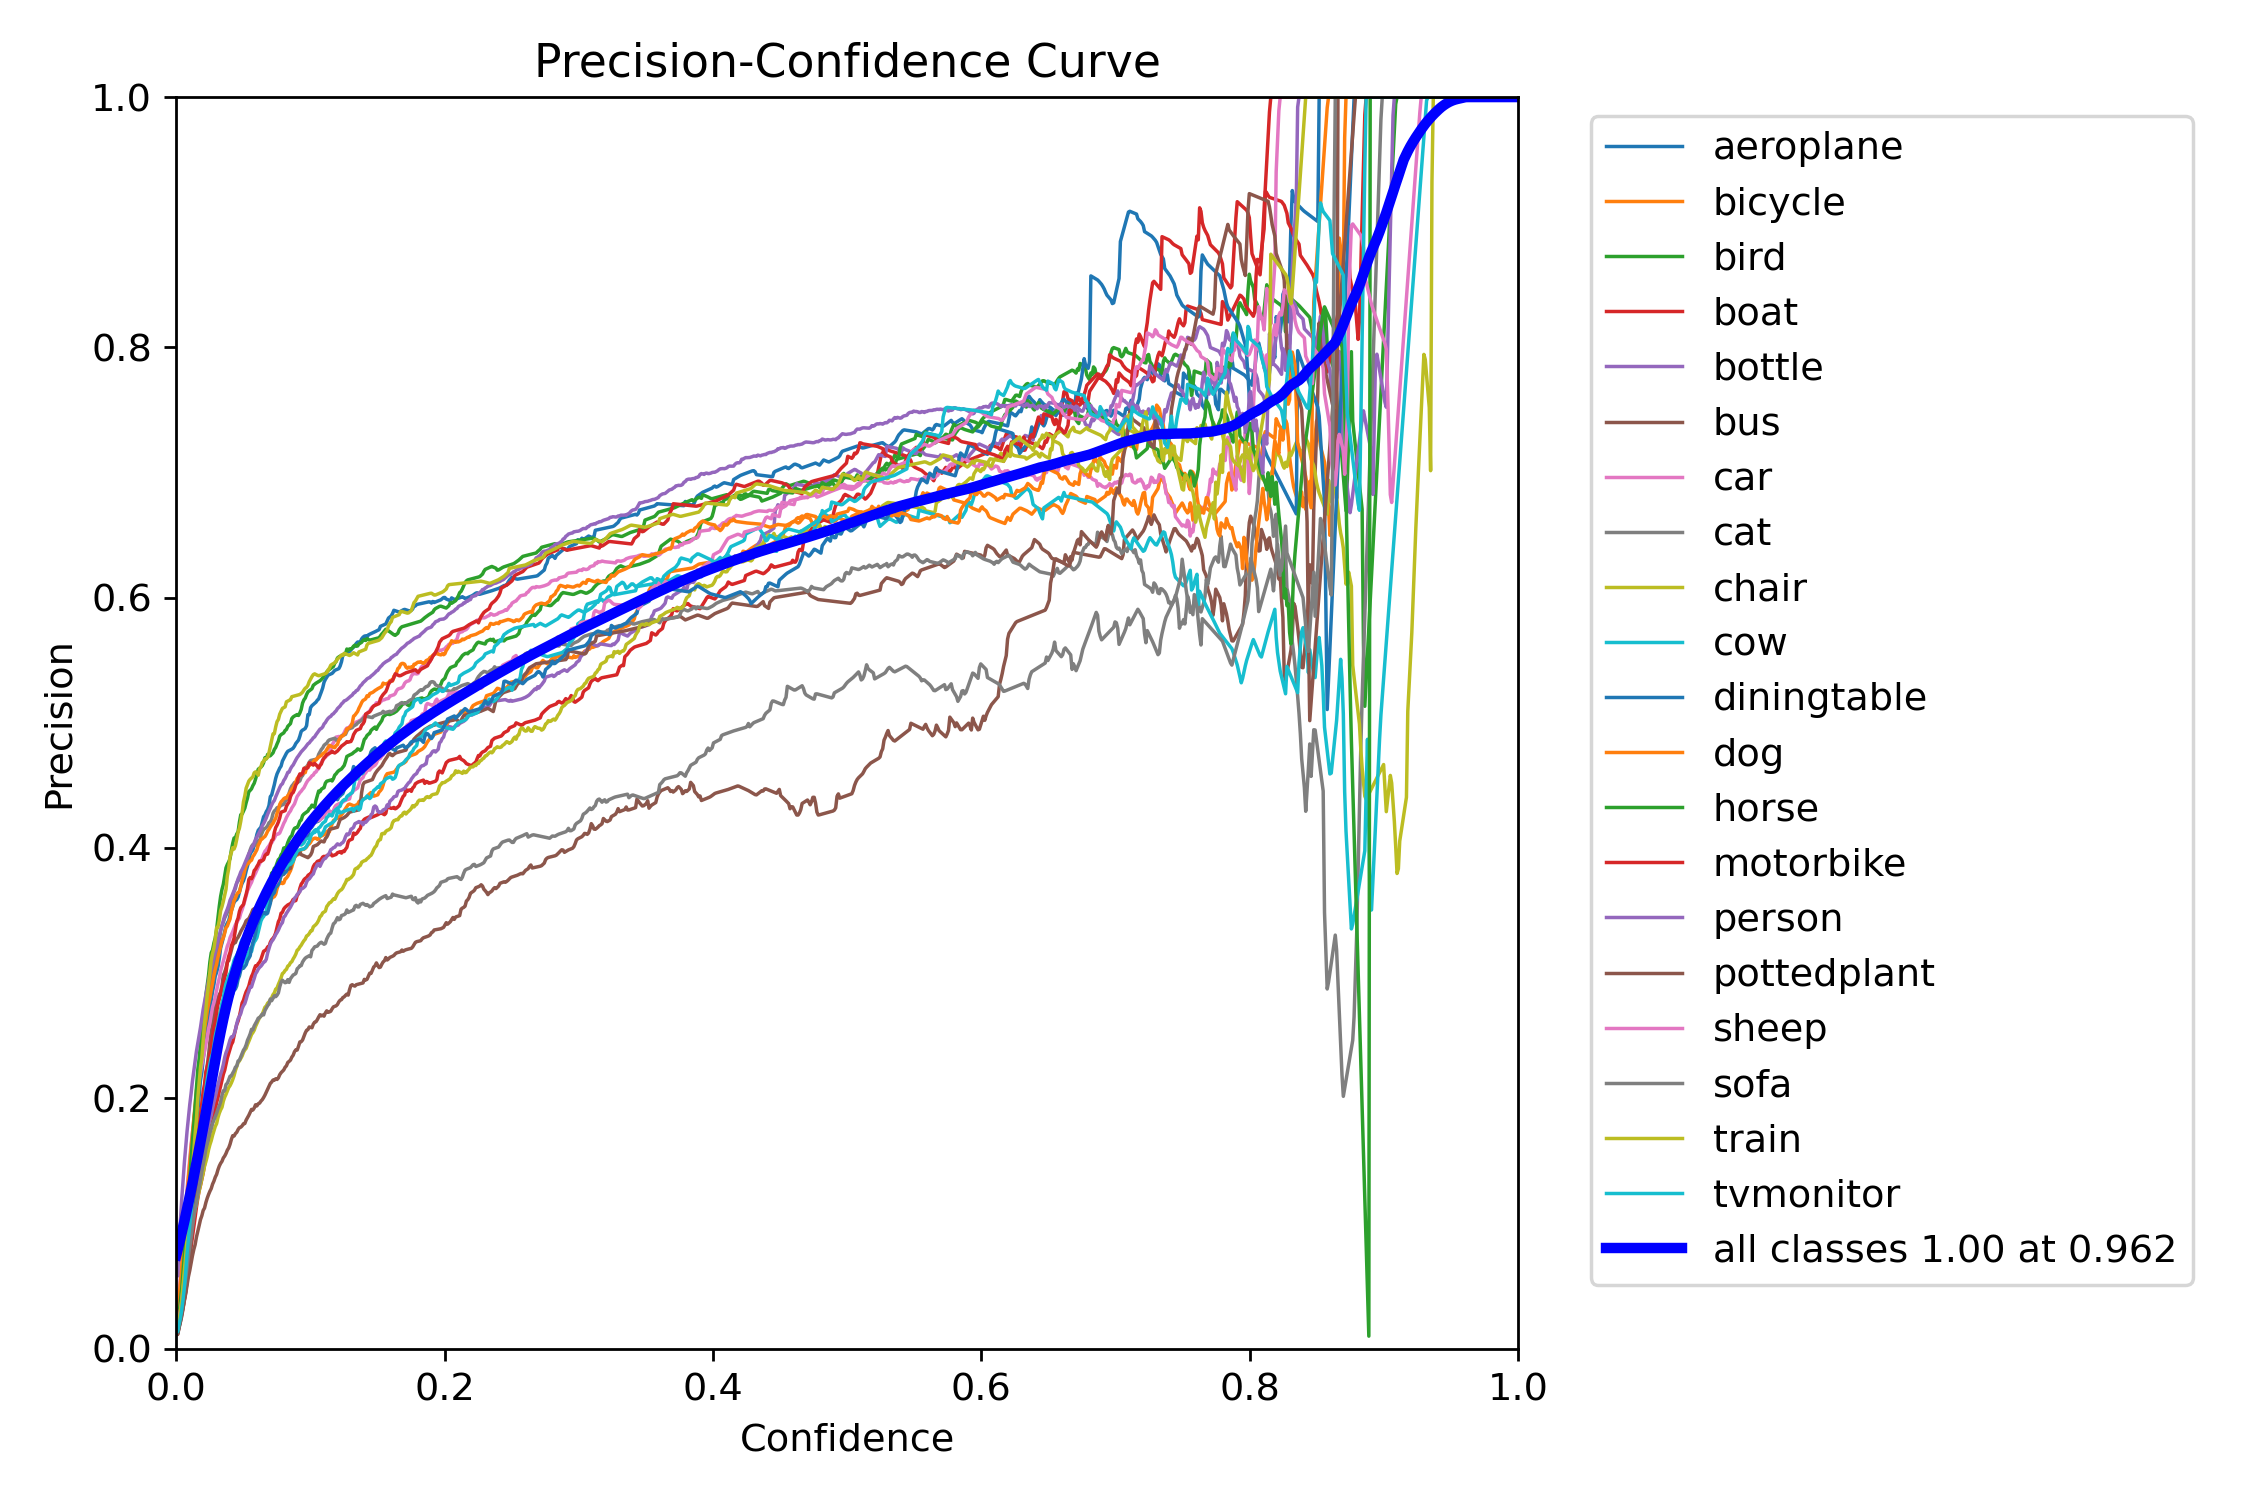 Precision-Confidence Curve
1.0
0.8
0.6
0.4
0.2
0.0
Precision
0.0 0.2 0.4 0.6 0.8 1.0
Confidence
aeroplane
bicycle
bird
boat
bottle
bus
car
cat
chair
cow
diningtable
dog
horse
motorbike
person
pottedplant
sheep
sofa
train
tvmonitor
all classes 1.00 at 0.962